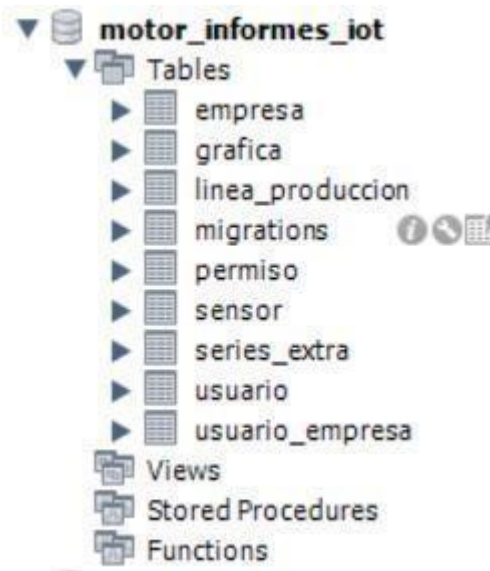 motor_informes_iot
Tables
empresa
grafica
linea_produccion
migrations
permiso
sensor
series_extra
usuario
usuario_empresa
Views
Stored Procedures
Functions